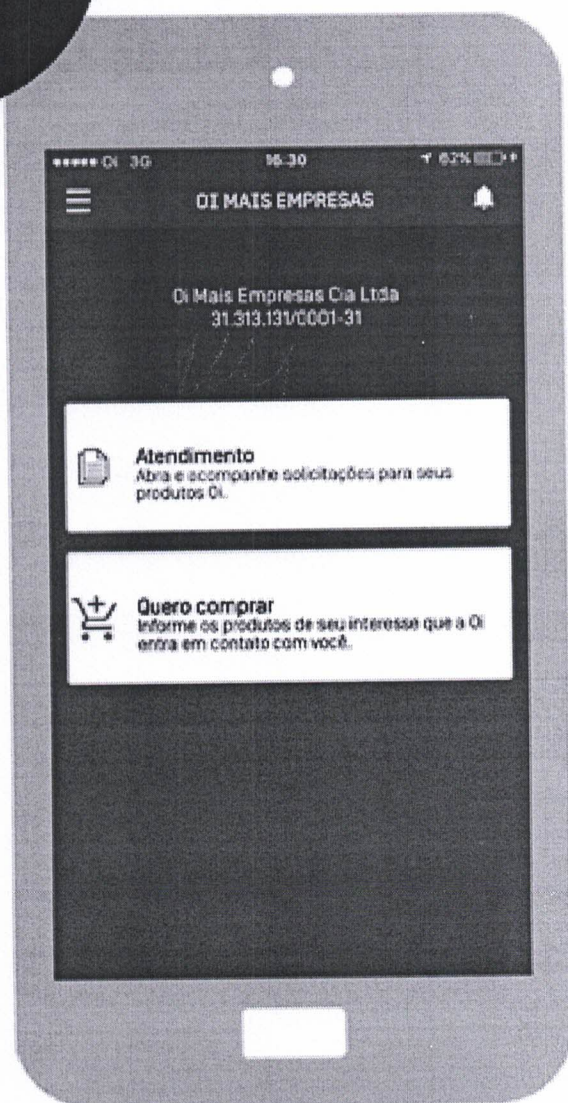 Oi 3G 16:30 62%
OI MAIS EMPRESAS
Oi Mais Empresas Cia Ltda
31.313.131/0001-31
Atendimento
Abra e acompanhe solicitações para seus
produtos Oi.
Quero comprar
Informe os produtos de seu interesse que a Oi
entra em contato com você.